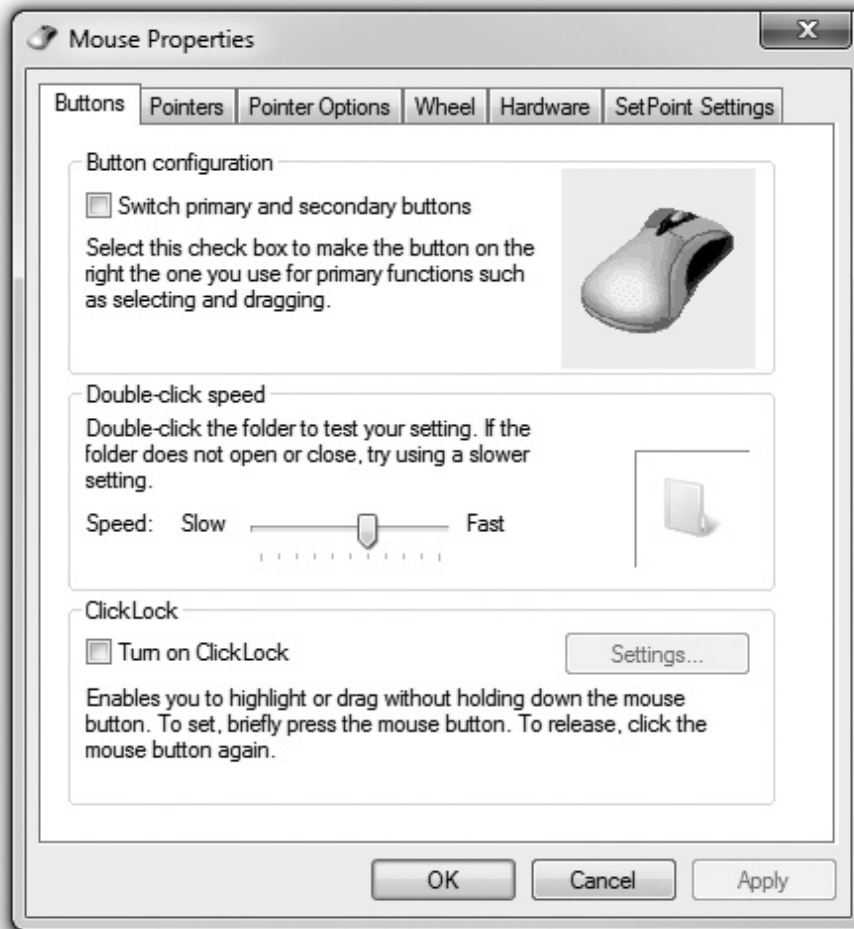 Mouse Properties
X
Buttons Pointers Pointer Options Wheel Hardware SetPoint Settings
Button configuration
Switch primary and secondary buttons
Select this check box to make the button on the
right the one you use for primary functions such
as selecting and dragging.
Double-click speed
Double-click the folder to test your setting. If the
folder does not open or close, try using a slower
setting.
Speed: Slow Fast
ClickLock
Turn on ClickLock Settings...
Enables you to highlight or drag without holding down the mouse
button. To set, briefly press the mouse button. To release, click the
mouse button again.
OK Cancel Apply